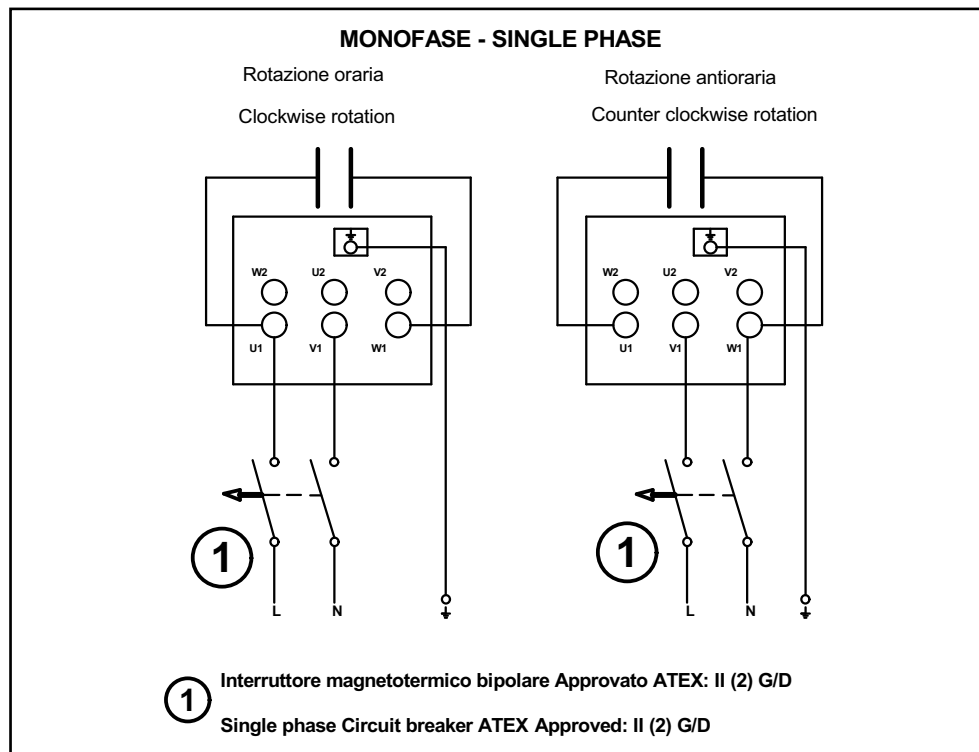 MONOFASE - SINGLE PHASE
Rotazione oraria
Clockwise rotation
W2 U2 V2
U1 V1 W1
1
L N
Rotazione antioraria
Counter clockwise rotation
W2 U2 V2
U1 V1 W1
1
L N
1
Interruttore magnetotermico bipolare Approvato ATEX: II (2) G/D
Single phase Circuit breaker ATEX Approved: II (2) G/D